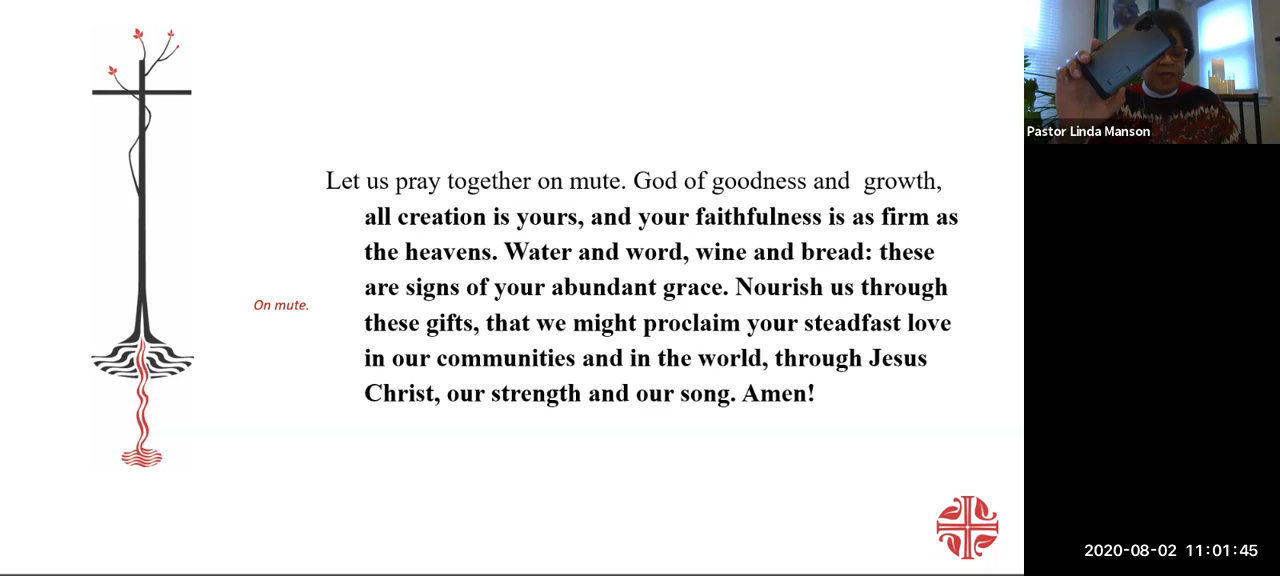 Let us pray together on mute. God of goodness and  growth,
all creation is yours, and your faithfulness is as firm as
the heavens. Water and word, wine and bread: these
are signs of your abundant grace. Nourish us through
On mute.
these gifts, that we might proclaim your steadfast love
in our communities and in the world, through Jesus
Christ, our strength and our song. Amen!
Pastor Linda Manson
2020-08-02 11:01:45